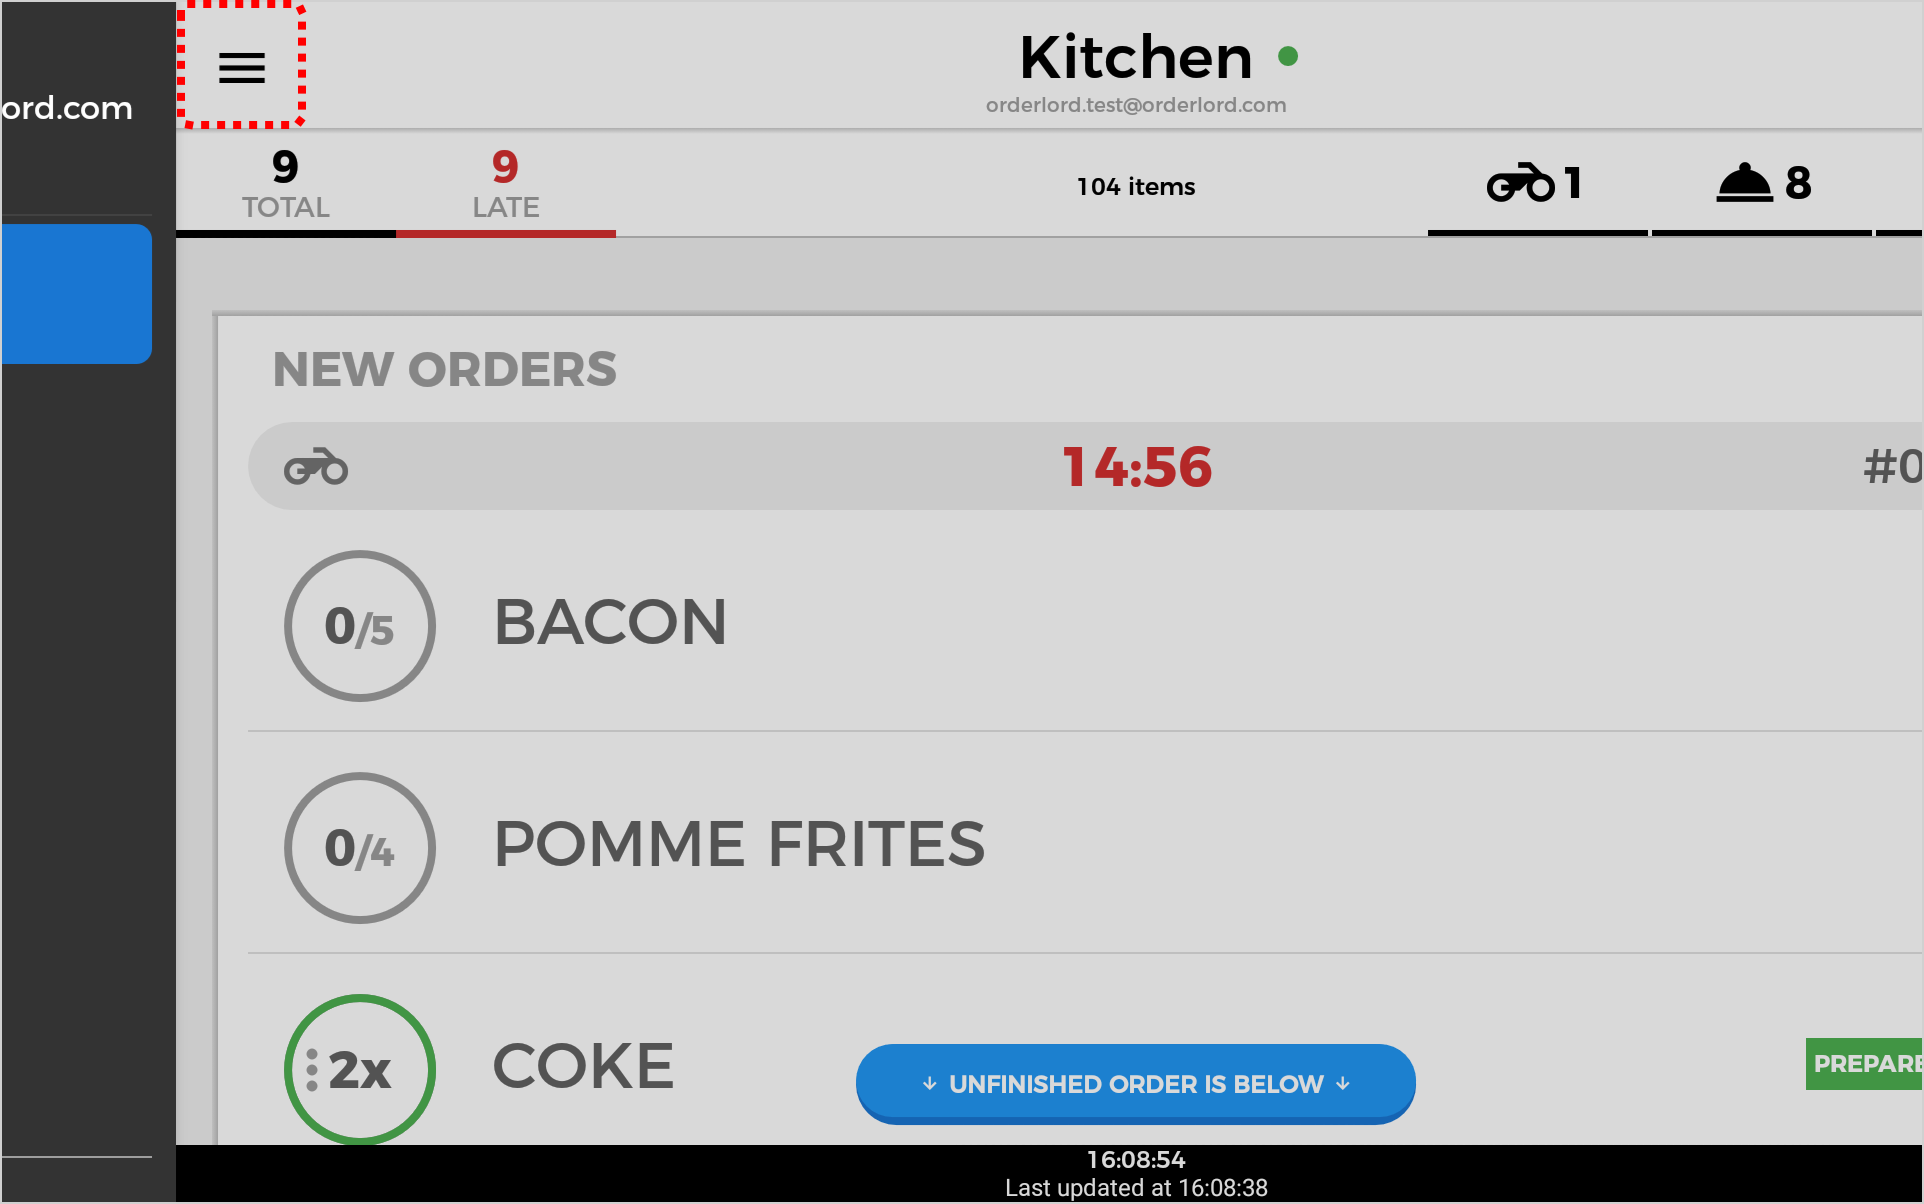 ord.com
Kitchen
orderlord.test@orderlord.com
9
TOTAL
9
LATE
104 items
1
8
NEW ORDERS
14:56
#0
0/5
BACON
0/4
POMME FRITES
2x
COKE
PREPARE
↓ UNFINISHED ORDER IS BELOW ↓
16:08:54
Last updated at 16:08:38